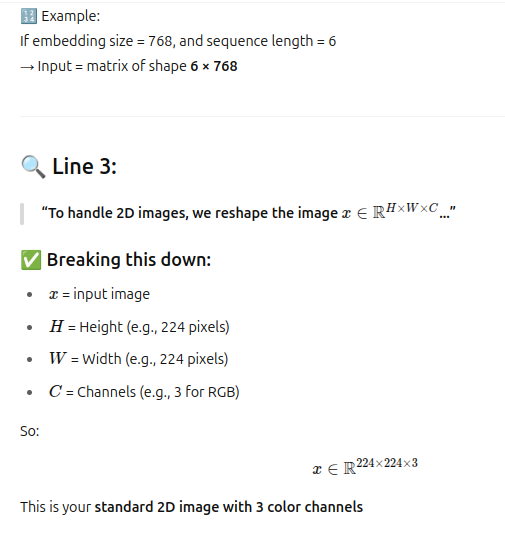 🔢 Example:
If embedding size = 768, and sequence length = 6
→ Input = matrix of shape 6 × 768
🔍 Line 3:
“To handle 2D images, we reshape the image x ∈ ℝ^{H×W×C}...”
✅ Breaking this down:
• x = input image
• H = Height (e.g., 224 pixels)
• W = Width (e.g., 224 pixels)
• C = Channels (e.g., 3 for RGB)
So:
x ∈ ℝ^{224×224×3}
This is your standard 2D image with 3 color channels